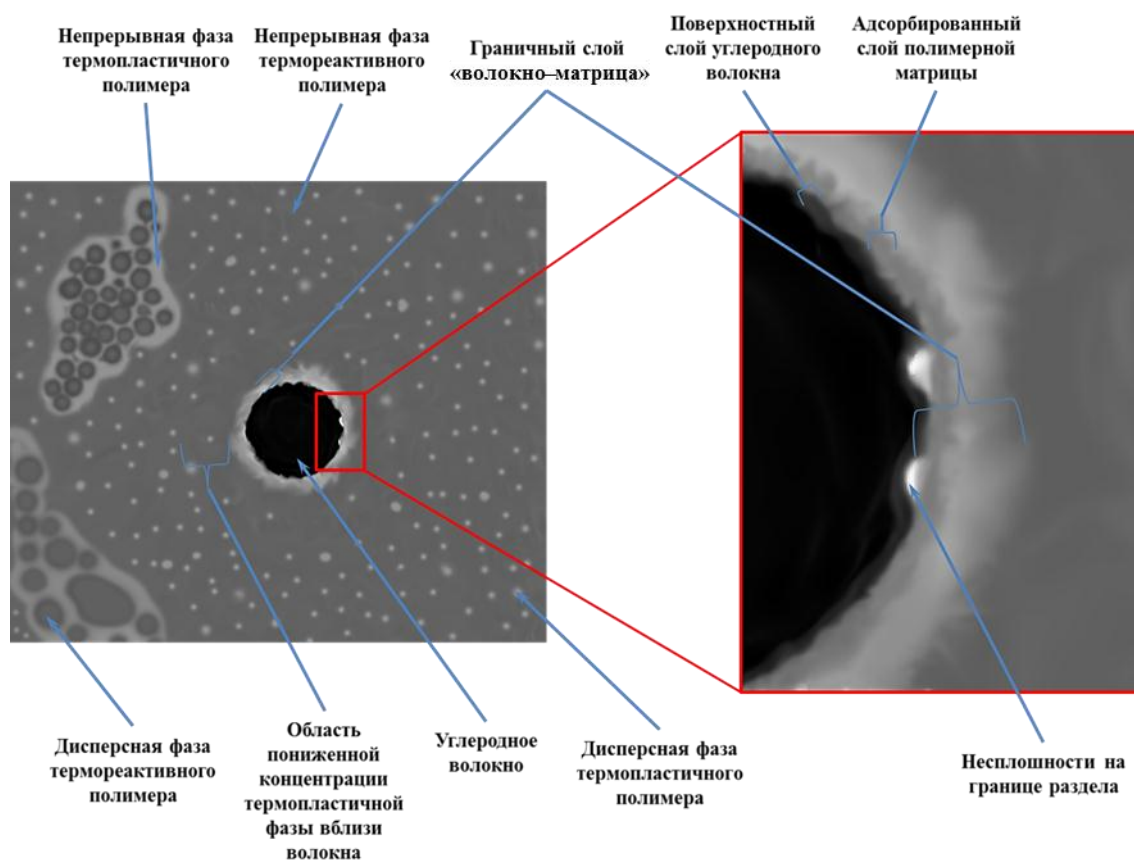 Непрерывная фаза
термопластичного
полимера
Непрерывная фаза
термореактивного
полимера
Граничный слой
«волокно–матрица»
Поверхностный
слой углеродного
волокна
Адсорбированный
слой полимерной
матрицы
Дисперсная фаза
термореактивного
полимера
Область
пониженной
концентрации
термопластичной
фазы вблизи
волокна
Углеродное
волокно
Дисперсная фаза
термопластичного
полимера
Несплошности на
границе раздела